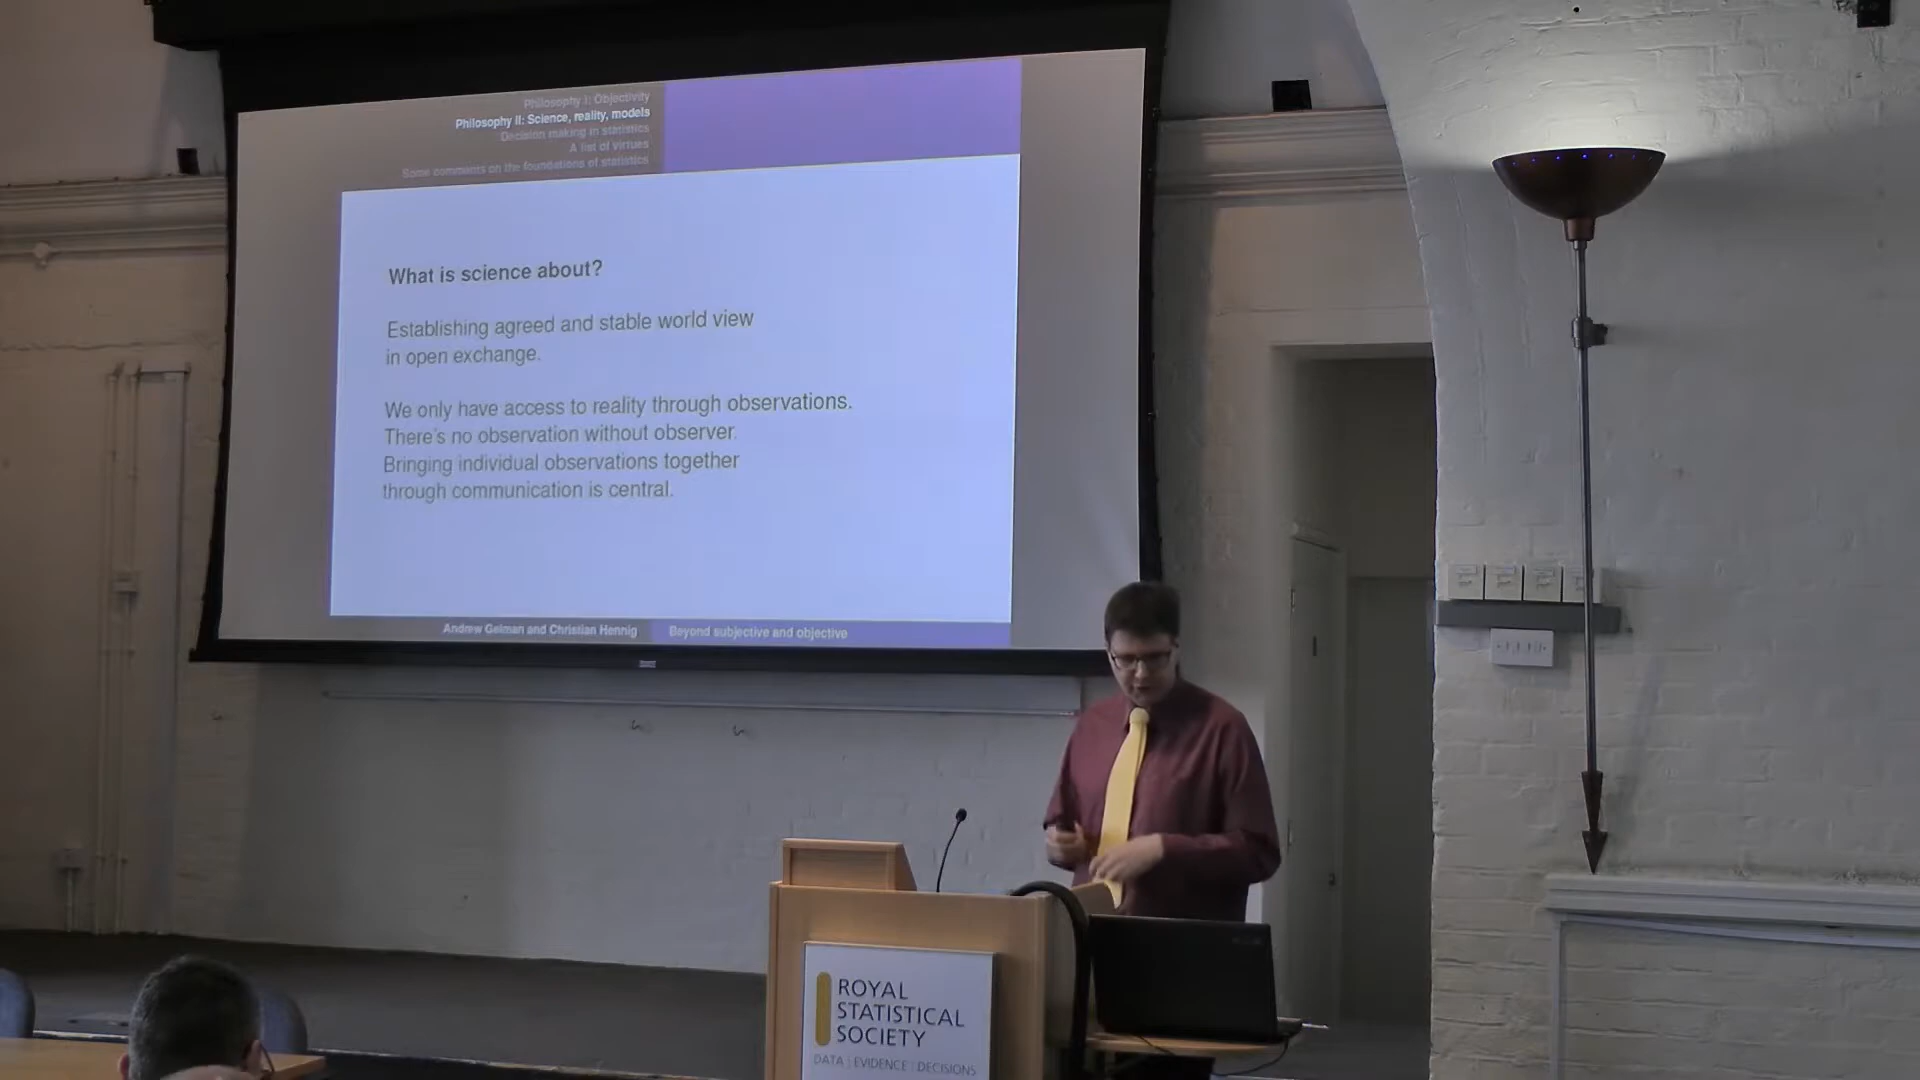 Philosophy I: Objectivity
Philosophy II: Science, reality, models
Decision making in statistics
A list of virtues
Some comments on the foundations of statistics
What is science about?
Establishing agreed and stable world view
in open exchange.
We only have access to reality through observations.
There's no observation without observer.
Bringing individual observations together
through communication is central.
Andrew Gelman and Christian Hennig
Beyond subjective and objective
ROYAL
STATISTICAL
SOCIETY
DATA | EVIDENCE | DECISIONS